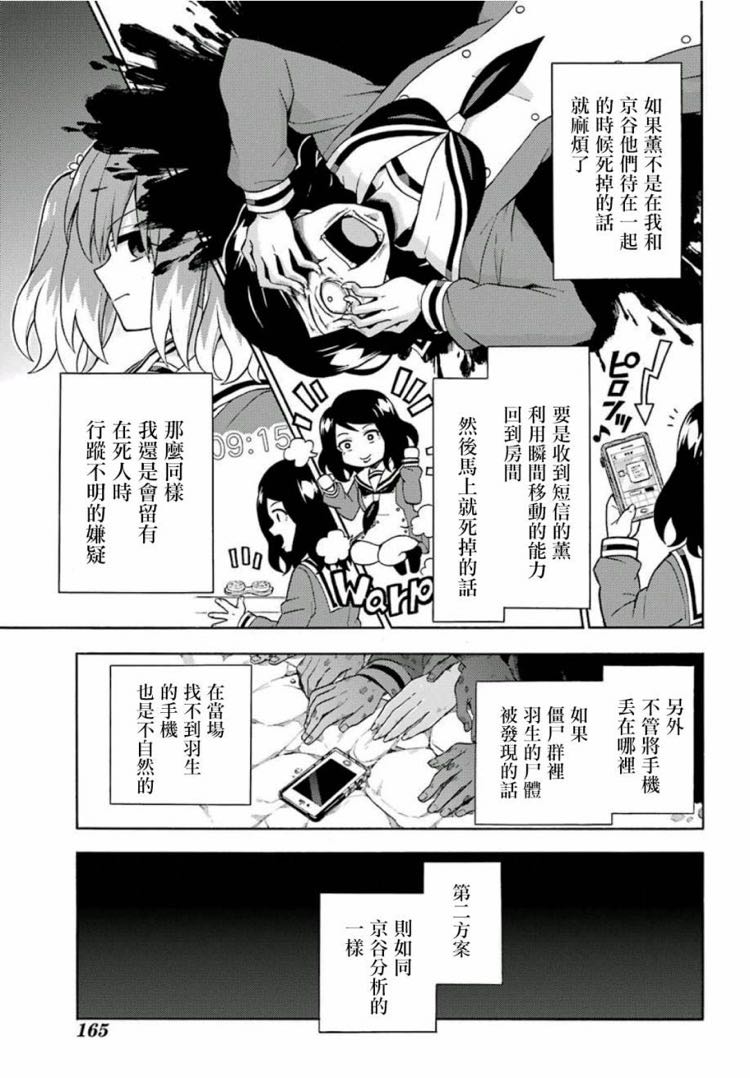 如果薰不是在我和
京谷他們待在一起
的時候死掉的話
就麻煩了
ピロリ
ン♪
要是收到短信的薰
利用瞬間移動的能力
回到房間
然後馬上就死掉的話
Warp
09:15
那麼同樣
我還是會留有
在死人時
行蹤不明的嫌疑
另外
不管將手機
丟在哪裡
如果
僵尸群裡
羽生的尸體
被發現的話
在當場
找不到羽生
的手機
也是不自然的
第二方案
則如同
京谷分析的
一樣
165